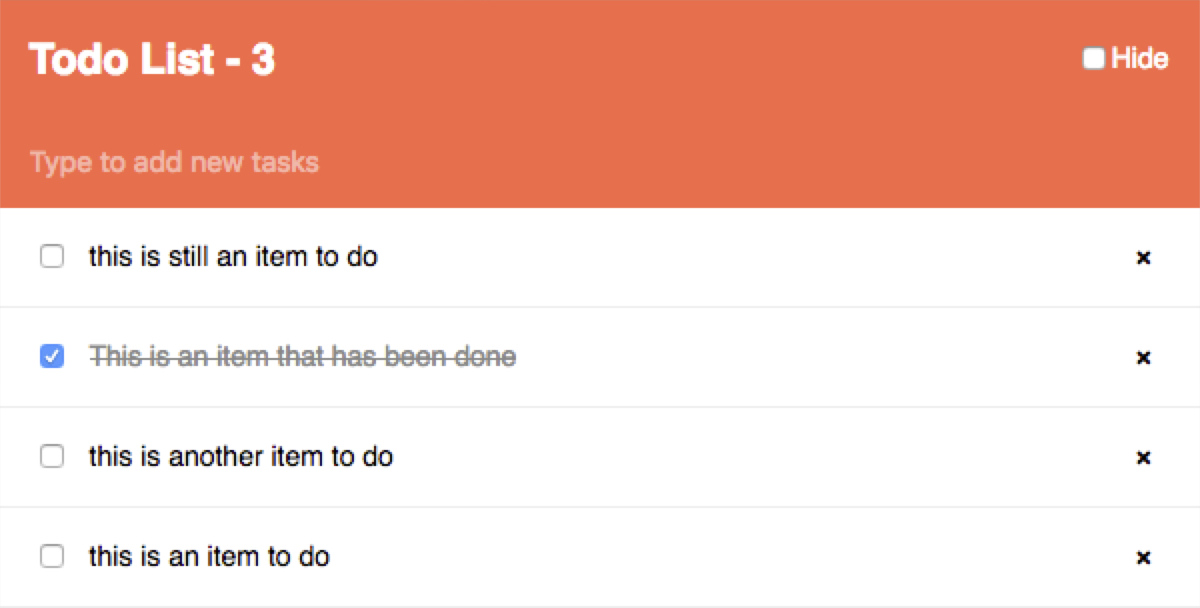 Todo List - 3
Hide
Type to add new tasks
this is still an item to do
This is an item that has been done
this is another item to do
this is an item to do